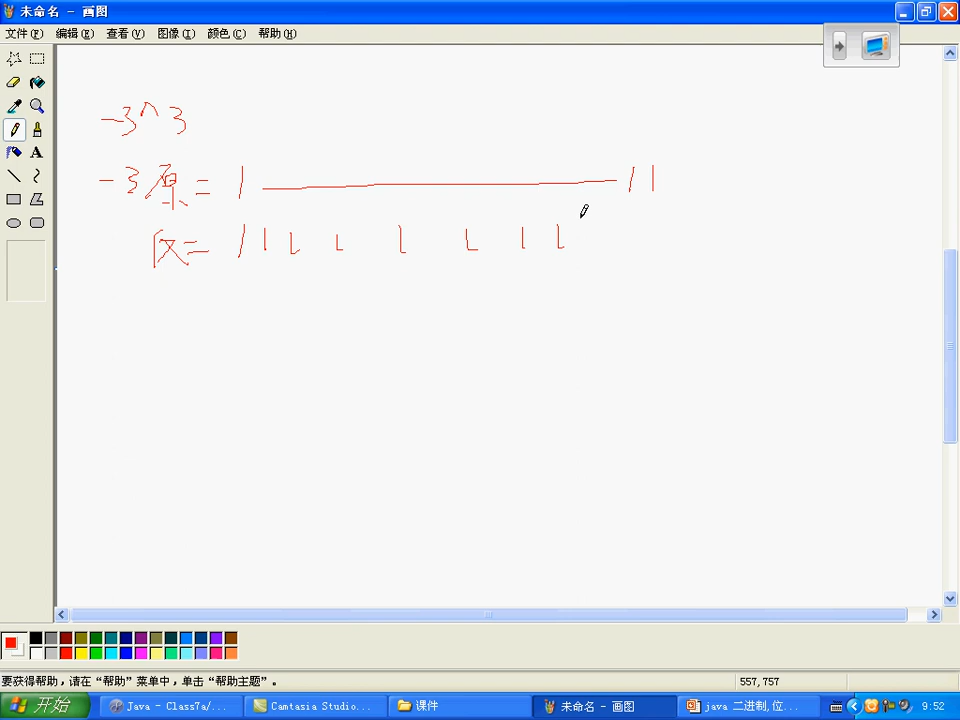 未命名 - 画图
文件(F) 编辑(E) 查看(V) 图像(I) 颜色(C) 帮助(H)
-3^3
-3原=1 11
反=11111111
要获得帮助,请在“帮助”菜单中,单击“帮助主题”。 557,757
开始 Java - Class7a/... Camtasia Studio... 课件 未命名 - 画图 java 二进制,位... 9:52